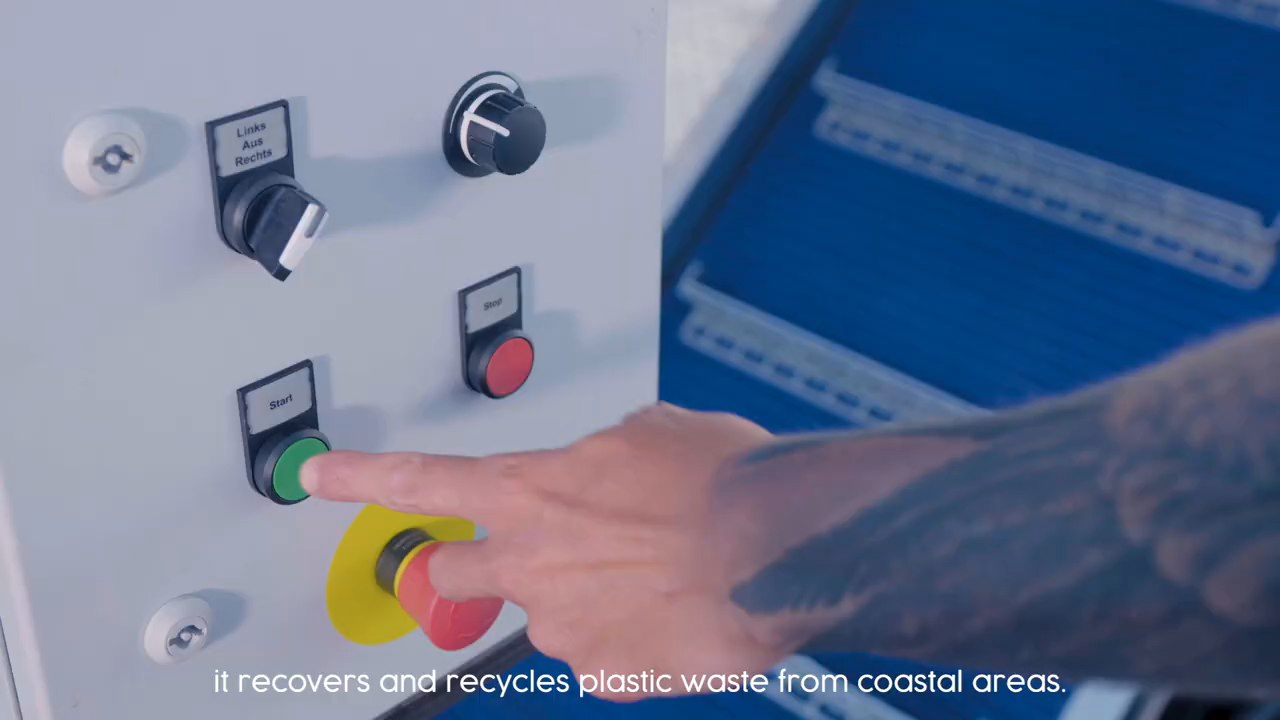 Links
Aus
Rechts
Stop
Start
it recovers and recycles plastic waste from coastal areas.